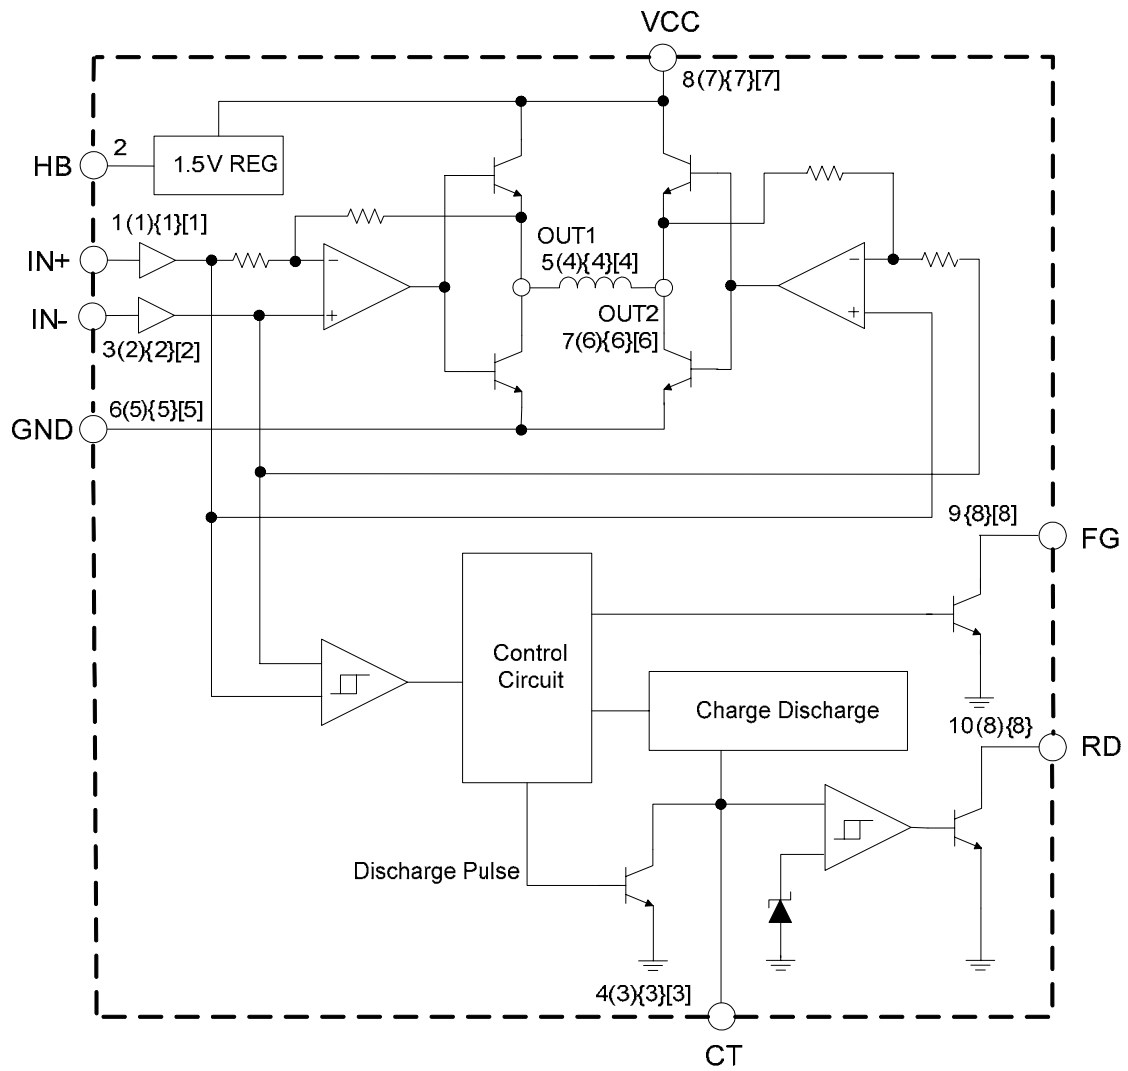 VCC
8(7){7}[7]
HB
2
1.5V REG
1(1){1}[1]
IN+
OUT1
5(4){4}[4]
IN-
OUT2
7(6){6}[6]
3(2){2}[2]
6(5){5}[5]
GND
−
+
−
+
9{8}[8]
FG
Control
Circuit
Charge Discharge
10(8){8}
RD
Discharge Pulse
4(3){3}[3]
CT